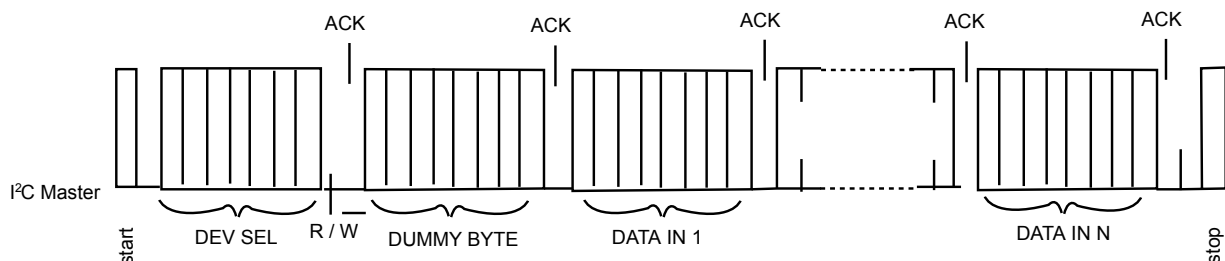 ACK
ACK
ACK
ACK
ACK
I²C Master
start
DEV SEL
R / W
DUMMY BYTE
DATA IN 1
DATA IN N
stop